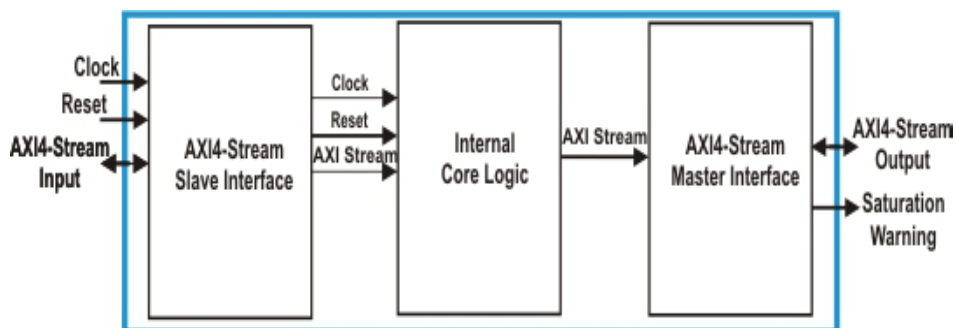 Clock
Reset
AXI4-Stream
Input
AXI4-Stream
Slave Interface
Clock
Reset
AXI Stream
Internal
Core Logic
AXI Stream
AXI4-Stream
Master Interface
AXI4-Stream
Output
Saturation
Warning